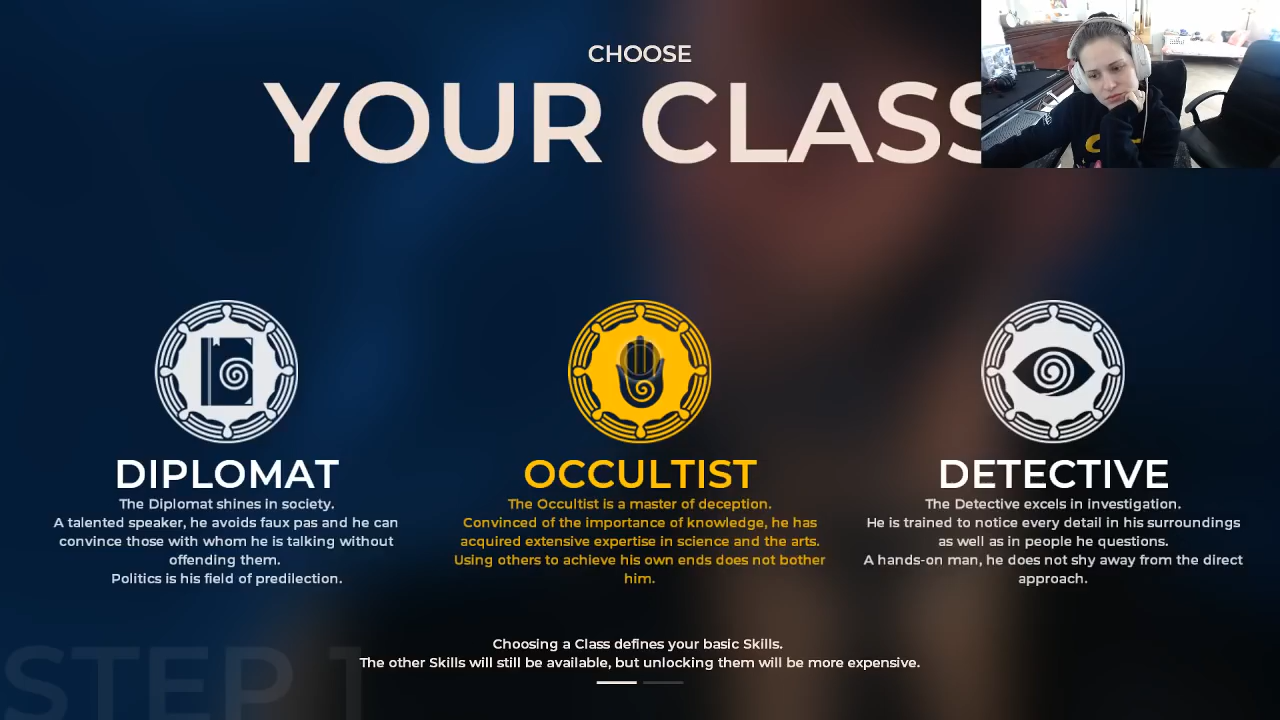 CHOOSE
YOUR CLASS
DIPLOMAT
The Diplomat shines in society.
A talented speaker, he avoids faux pas and he can
convince those with whom he is talking without
offending them.
Politics is his field of predilection.
OCCULTIST
The Occultist is a master of deception.
Convinced of the importance of knowledge, he has
acquired extensive expertise in science and the arts.
Using others to achieve his own ends does not bother
him.
DETECTIVE
The Detective excels in investigation.
He is trained to notice every detail in his surroundings
as well as in people he questions.
A hands-on man, he does not shy away from the direct
approach.
Choosing a Class defines your basic Skills.
The other Skills will still be available, but unlocking them will be more expensive.
STEP 1